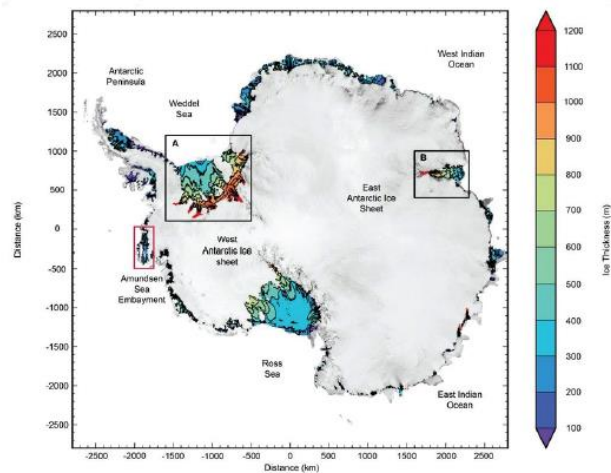 2500
2000
1500
1000
500
0
-500
-1000
-1500
-2000
-2500
Distance (km)
-2500 -2000 -1500 -1000 -500 0 500 1000 1500 2000 2500
Distance (km)
Antarctic
Peninsula
Weddel
Sea
West Indian
Ocean
A
B
East
Antarctic Ice
Sheet
West
Antarctic Ice
sheet
Amundsen
Sea
Embayment
Ross
Sea
East Indian
Ocean
1200
1100
1000
900
800
700
600
500
400
300
200
100
Ice Thickness (m)